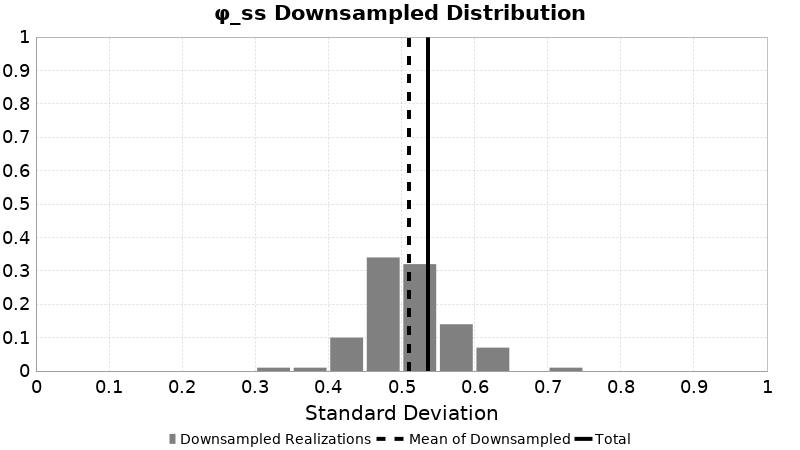 φ_ss Downsampled Distribution
1
0.9
0.8
0.7
0.6
0.5
0.4
0.3
0.2
0.1
0
0 0.1 0.2 0.3 0.4 0.5 0.6 0.7 0.8 0.9 1
Standard Deviation
Downsampled Realizations Mean of Downsampled Total